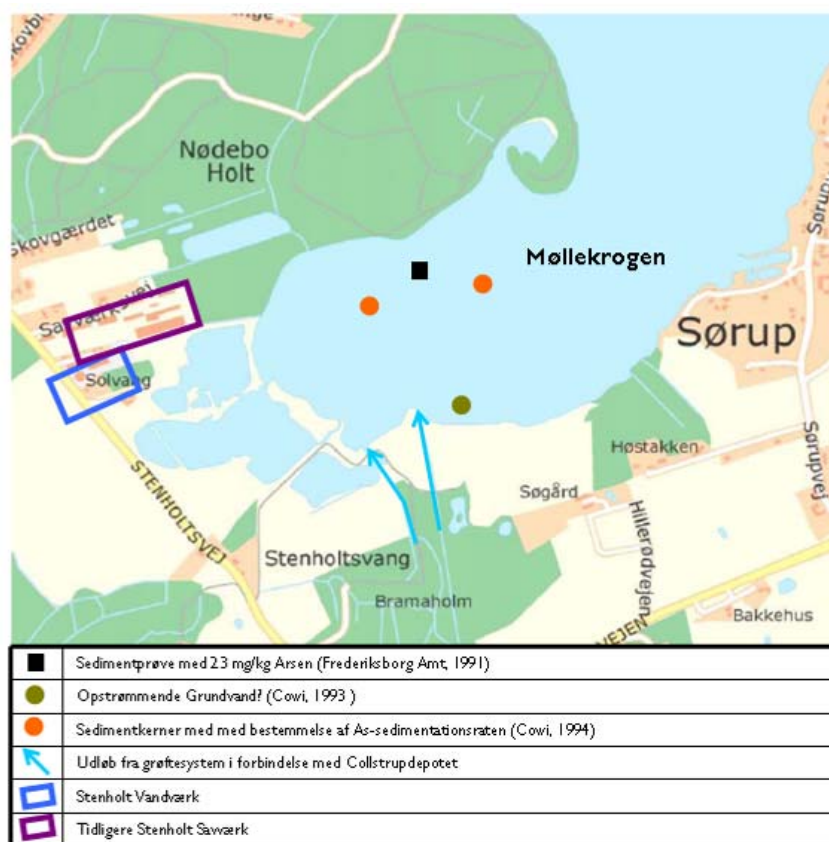 Nødebo
Holt
Skovgærdet
Møllekrogen
Sørup
Solvang
Høstakken
Sørupvej
STENHOLTSVEJ
Søgård
Hillerødvejen
Stenholtsvang
Bramaholm
Bakkehus
VEJEN
Sedimentprøve med 23 mg/kg Arsen (Frederiksborg Amt, 1991)
Opstrømmende Grundvand? (Cowi, 1993 )
Sedimentkerner med med bestemmelse af As-sedimentationsraten (Cowi, 1994)
Udløb fra grøftesystem i forbindelse med Collstrupdepotet
Stenholt Vandværk
Tidligere Stenholt Savværk